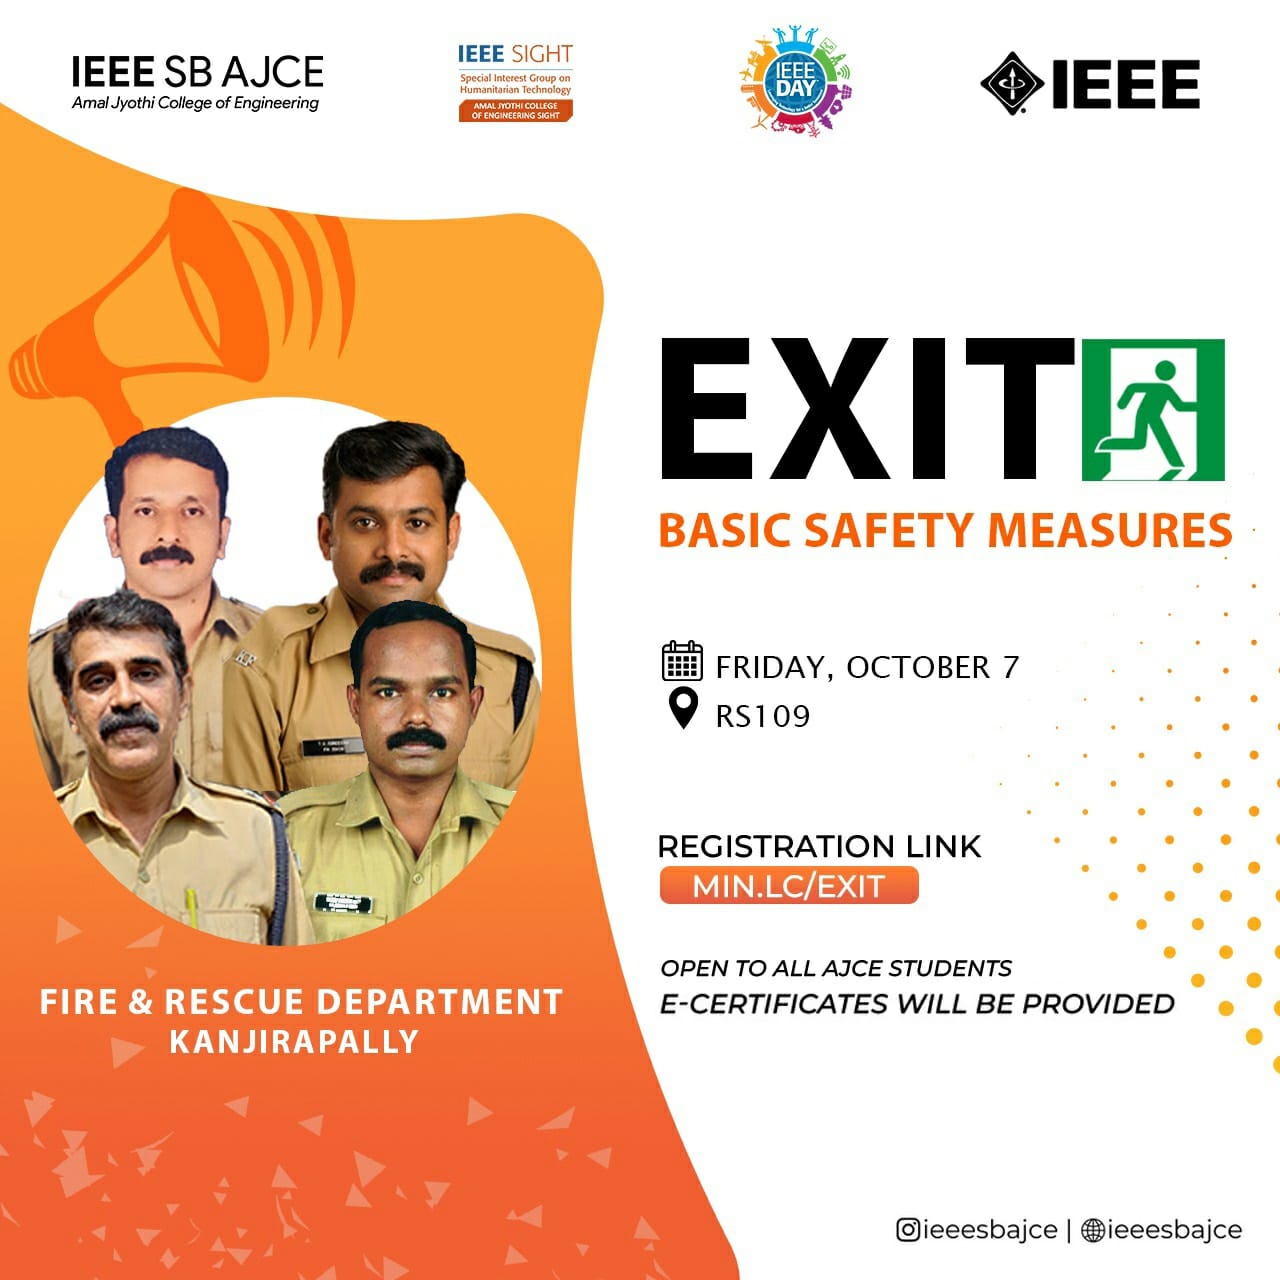 IEEE SB AJCE
Amal Jyothi College of Engineering
IEEE SIGHT
Special Interest Group on
Humanitarian Technology
AMAL JYOTHI COLLEGE
OF ENGINEERING SIGHT
IEEE
DAY
IEEE
EXIT
BASIC SAFETY MEASURES
FRIDAY, OCTOBER 7
RS109
REGISTRATION LINK
MIN.LC/EXIT
OPEN TO ALL AJCE STUDENTS
E-CERTIFICATES WILL BE PROVIDED
FIRE & RESCUE DEPARTMENT
KANJIRAPALLY
ieeesbajce | ieeesbajce